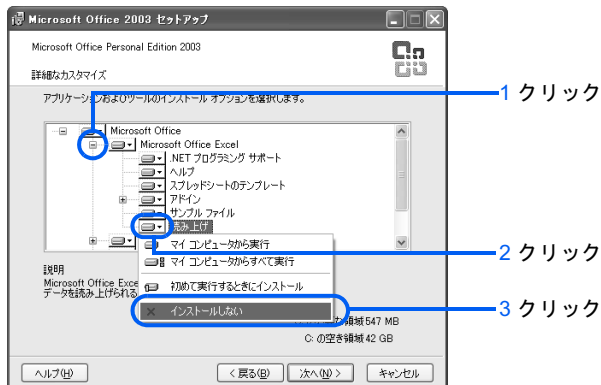 Microsoft Office 2003 セットアップ
Microsoft Office Personal Edition 2003
詳細なカスタマイズ
アプリケーションおよびツールのインストール オプションを選択します。
1 クリック
Microsoft Office
Microsoft Office Excel
.NET プログラミング サポート
ヘルプ
スプレッドシートのテンプレート
アドイン
サンプル ファイル
読み上げ
マイ コンピュータから実行
2 クリック
マイ コンピュータからすべて実行
説明
Microsoft Office Exce
データを読み上げられる
初めて実行するときにインストール
インストールしない
3 クリック
領域 547 MB
C: の空き領域 42 GB
ヘルプ(H)
< 戻る(B)
次へ(N) >
キャンセル